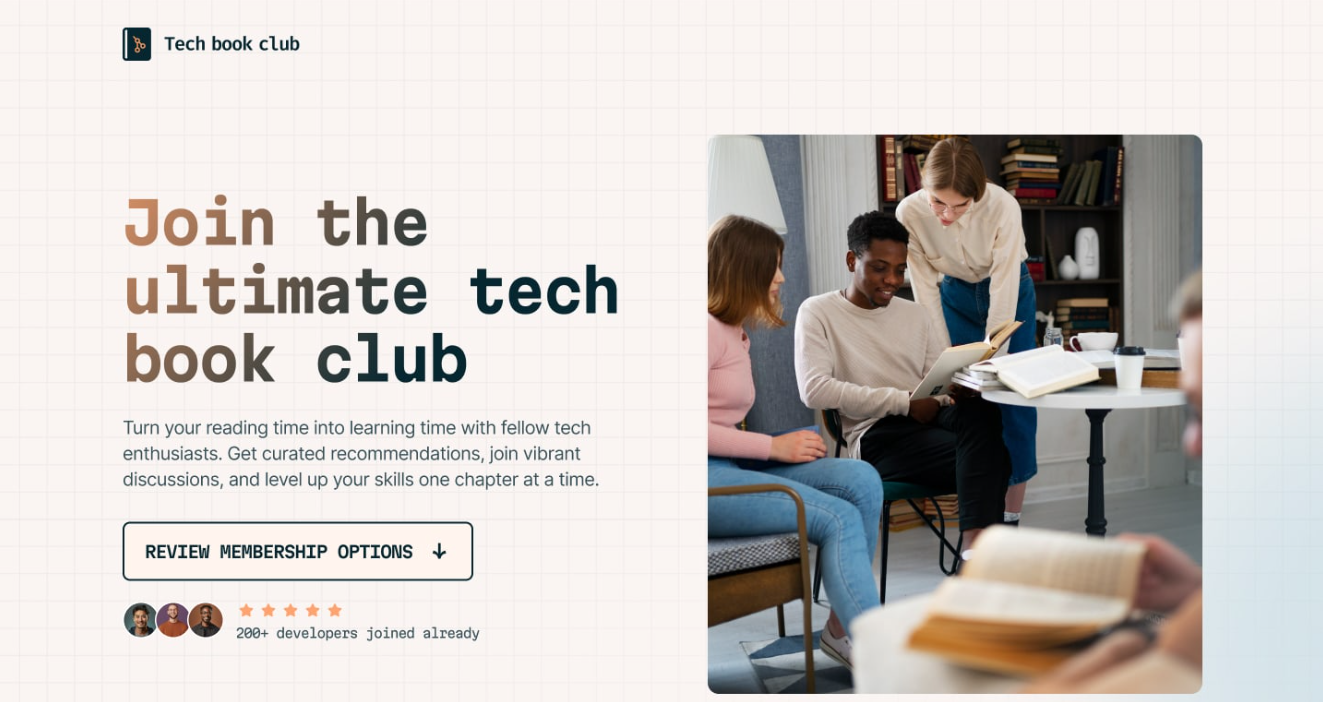 Tech book club
Join the
ultimate tech
book club
Turn your reading time into learning time with fellow tech
enthusiasts. Get curated recommendations, join vibrant
discussions, and level up your skills one chapter at a time.
REVIEW MEMBERSHIP OPTIONS ↓
200+ developers joined already